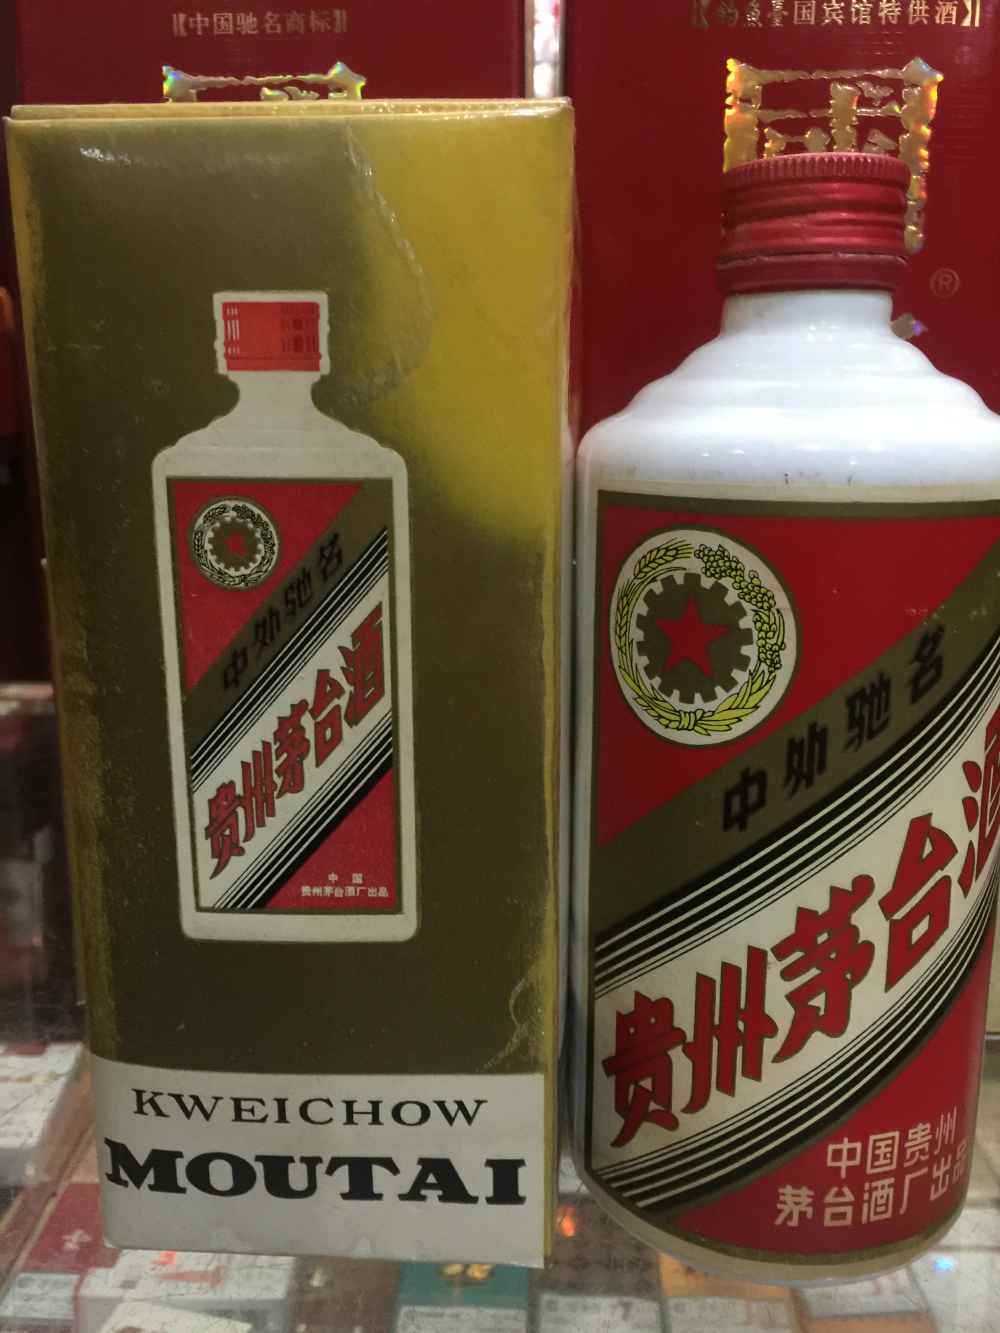 【中国驰名商标】
【钓魚臺国宾馆特供酒】
®
中外驰名
贵州茅台酒
中国
贵州茅台酒厂出品
KWEICHOW
MOUTAI
中外驰名
贵州茅台酒
中国贵州
茅台酒厂出品